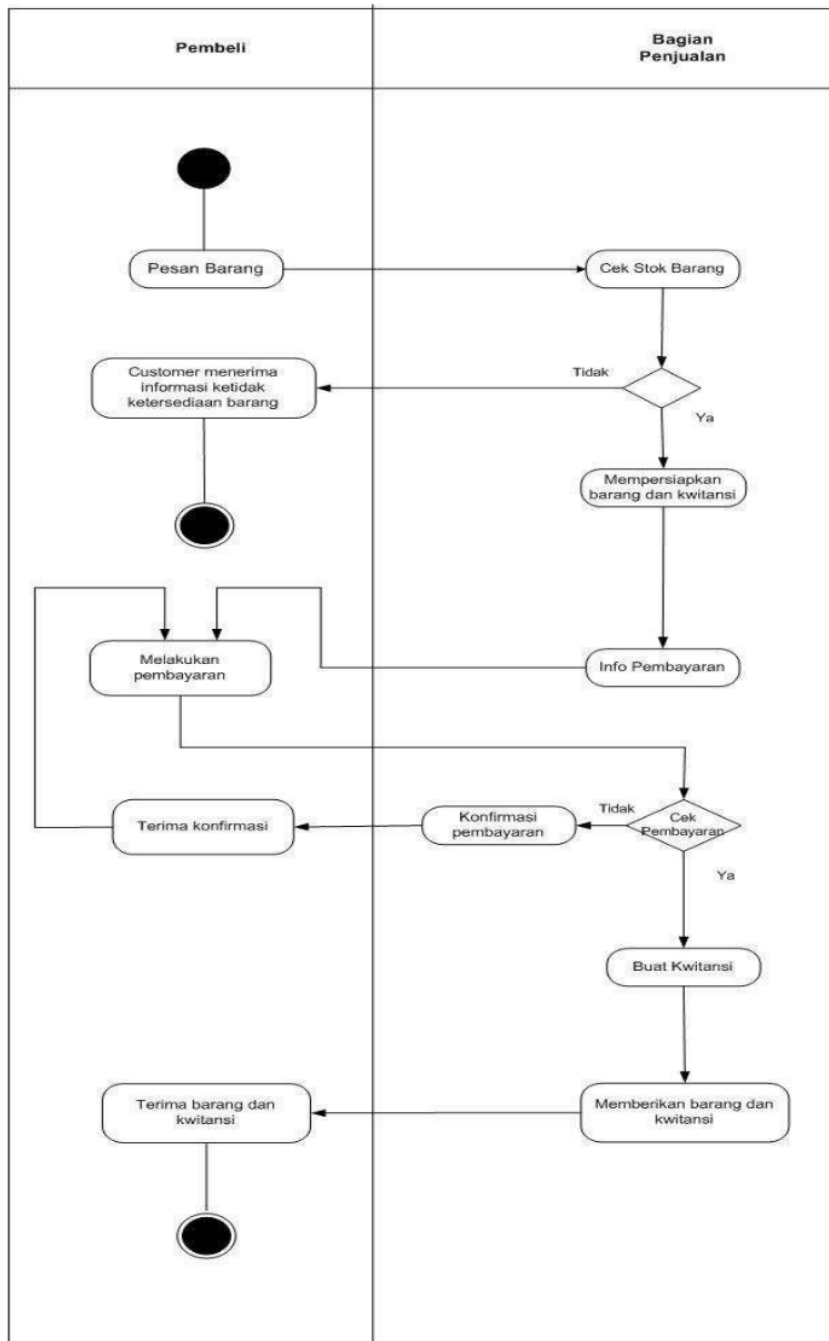 Pembeli
Bagian
Penjualan
Pesan Barang
Cek Stok Barang
Customer menerima
informasi ketidak
ketersediaan barang
Tidak
Ya
Mempersiapkan
barang dan kwitansi
Melakukan
pembayaran
Info Pembayaran
Terima konfirmasi
Konfirmasi
pembayaran
Tidak
Cek
Pembayaran
Ya
Buat Kwitansi
Terima barang dan
kwitansi
Memberikan barang dan
kwitansi